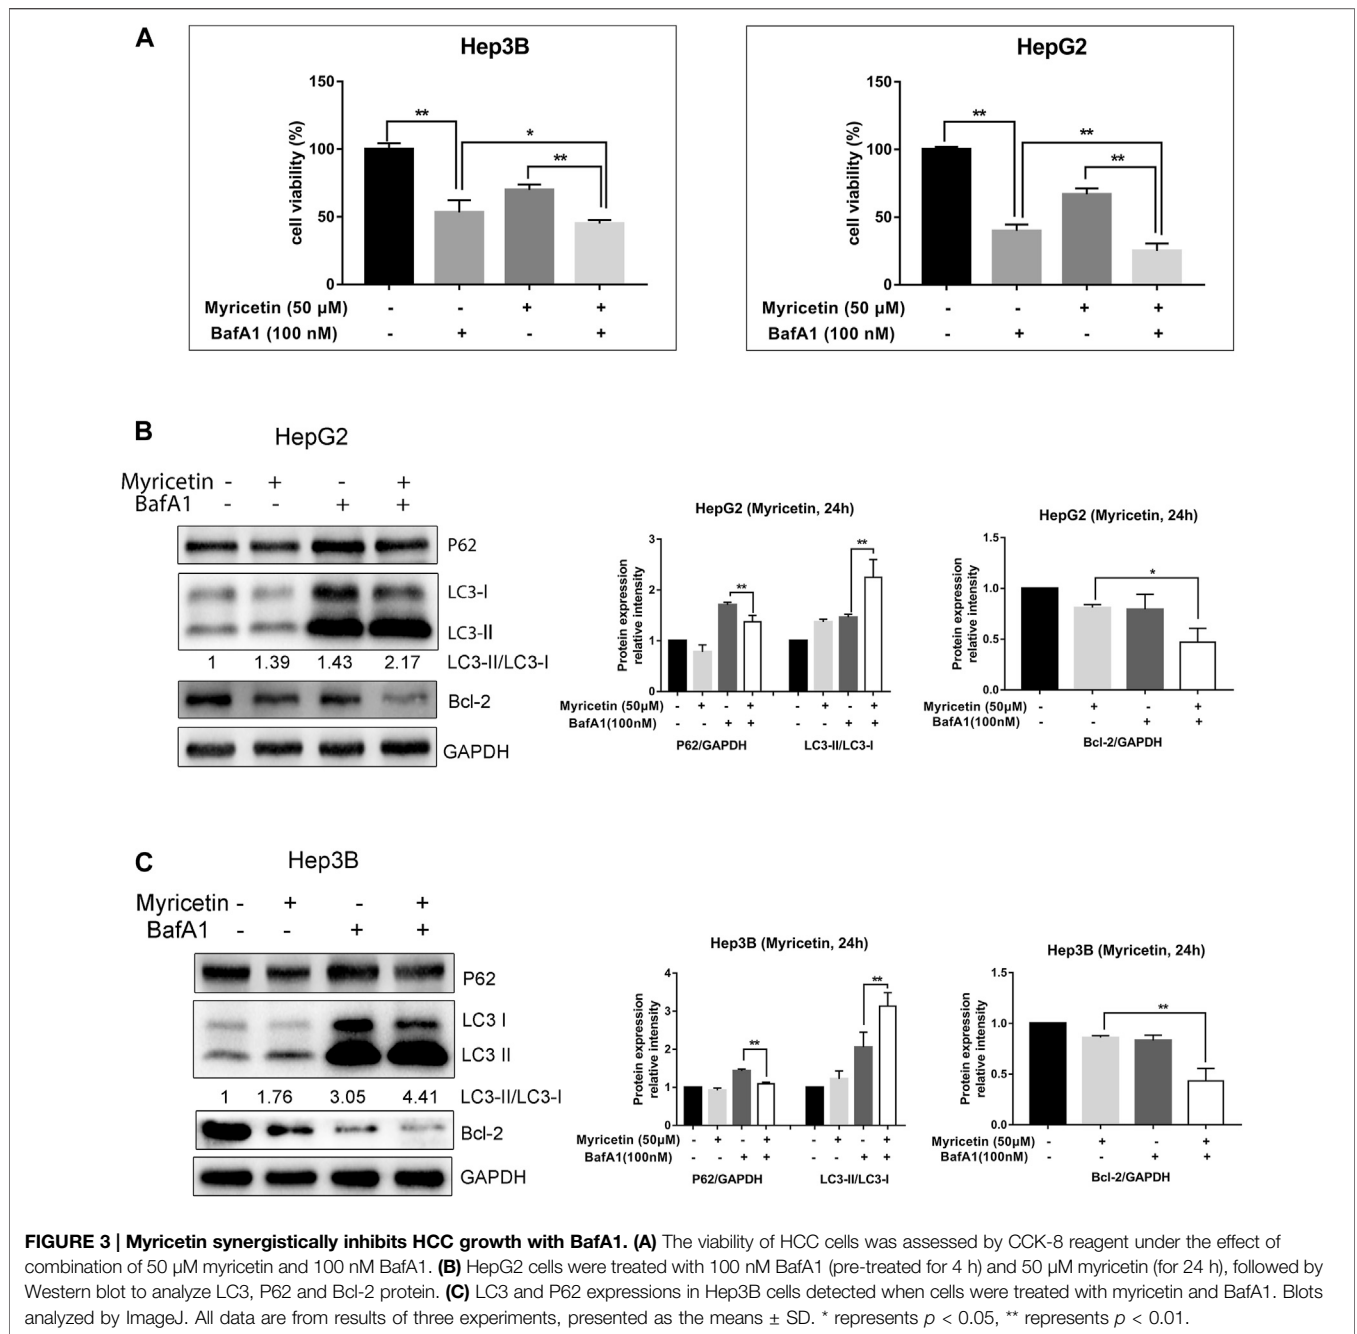 A
Hep3B
150
100
50
0
cell viability (%)
**
*
**
Myricetin (50 µM) - - + +
BafA1 (100 nM) - + - +
HepG2
150
100
50
0
cell viability (%)
**
**
**
Myricetin (50 µM) - - + +
BafA1 (100 nM) - + - +
B
HepG2
Myricetin - + - +
BafA1 - - + +
P62
LC3-I
LC3-II
1 1.39 1.43 2.17 LC3-II/LC3-I
Bcl-2
GAPDH
HepG2 (Myricetin, 24h)
Protein expression
relative intensity
3
2
1
0
**
**
Myricetin (50µM) - + - + - + - +
BafA1(100nM) - - + + - - + +
P62/GAPDH LC3-II/LC3-I
HepG2 (Myricetin, 24h)
Protein expression
relative intensity
1.5
1.0
0.5
0.0
*
Myricetin (50µM) - + - +
BafA1(100nM) - - + +
Bcl-2/GAPDH
C
Hep3B
Myricetin - + - +
BafA1 - - + +
P62
LC3 I
LC3 II
1 1.76 3.05 4.41 LC3-II/LC3-I
Bcl-2
GAPDH
Hep3B (Myricetin, 24h)
Protein expression
relative intensity
4
3
2
1
0
**
**
Myricetin (50µM) - + - + - + - +
BafA1(100nM) - - + + - - + +
P62/GAPDH LC3-II/LC3-I
Hep3B (Myricetin, 24h)
Protein expression
relative intensity
1.5
1.0
0.5
0.0
**
Myricetin (50µM) - + - +
BafA1(100nM) - - + +
Bcl-2/GAPDH
FIGURE 3 | Myricetin synergistically inhibits HCC growth with BafA1. (A) The viability of HCC cells was assessed by CCK-8 reagent under the effect of
combination of 50 µM myricetin and 100 nM BafA1. (B) HepG2 cells were treated with 100 nM BafA1 (pre-treated for 4 h) and 50 µM myricetin (for 24 h), followed by
Western blot to analyze LC3, P62 and Bcl-2 protein. (C) LC3 and P62 expressions in Hep3B cells detected when cells were treated with myricetin and BafA1. Blots
analyzed by ImageJ. All data are from results of three experiments, presented as the means ± SD. * represents p < 0.05, ** represents p < 0.01.